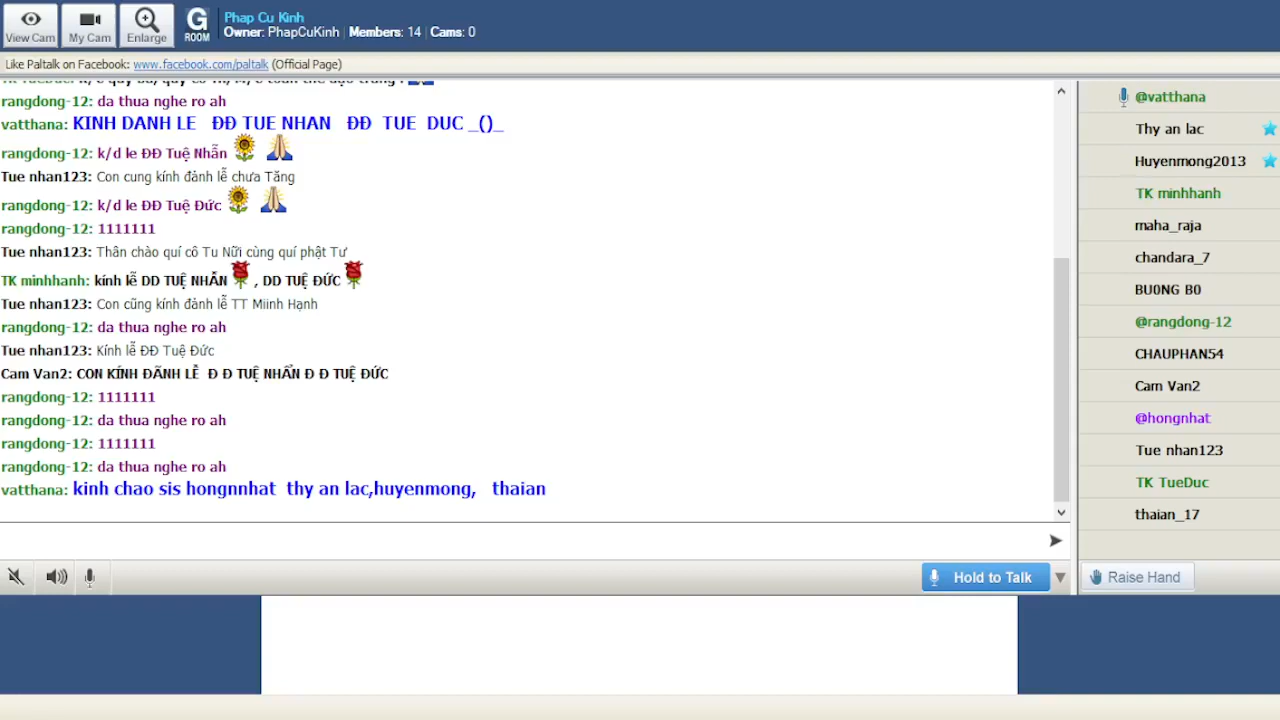 View Cam
My Cam
Enlarge
G
ROOM
Phap Cu Kinh
Owner: PhapCuKinh | Members: 14 | Cams: 0
Like Paltalk on Facebook: www.facebook.com/paltalk (Official Page)
rangdong-12: da thua nghe ro ah
vatthana: KINH DANH LE ĐĐ TUE NHAN ĐĐ TUE DUC _()_
rangdong-12: k/d le ĐĐ Tuệ Nhẫn
Tue nhan123: Con cung kính đảnh lễ chưa Tăng
rangdong-12: k/d le ĐĐ Tuệ Đức
rangdong-12: 1111111
Tue nhan123: Thân chào quí cô Tu Nữi cùng quí phật Tư
TK minhhanh: kính lễ DD TUỆ NHẪN , DD TUỆ ĐỨC
Tue nhan123: Con cũng kính đảnh lễ TT Miinh Hạnh
rangdong-12: da thua nghe ro ah
Tue nhan123: Kính lễ ĐĐ Tuệ Đức
Cam Van2: CON KÍNH ĐÃNH LỄ Đ Đ TUỆ NHẨN Đ Đ TUỆ ĐỨC
rangdong-12: 1111111
rangdong-12: da thua nghe ro ah
rangdong-12: 1111111
rangdong-12: da thua nghe ro ah
vatthana: kinh chao sis hongnnhat thy an lac,huyenmong, thaian
Hold to Talk
@vatthana
Thy an lac
Huyenmong2013
TK minhhanh
maha_raja
chandara_7
BU0NG B0
@rangdong-12
CHAUPHAN54
Cam Van2
@hongnhat
Tue nhan123
TK TueDuc
thaian_17
Raise Hand